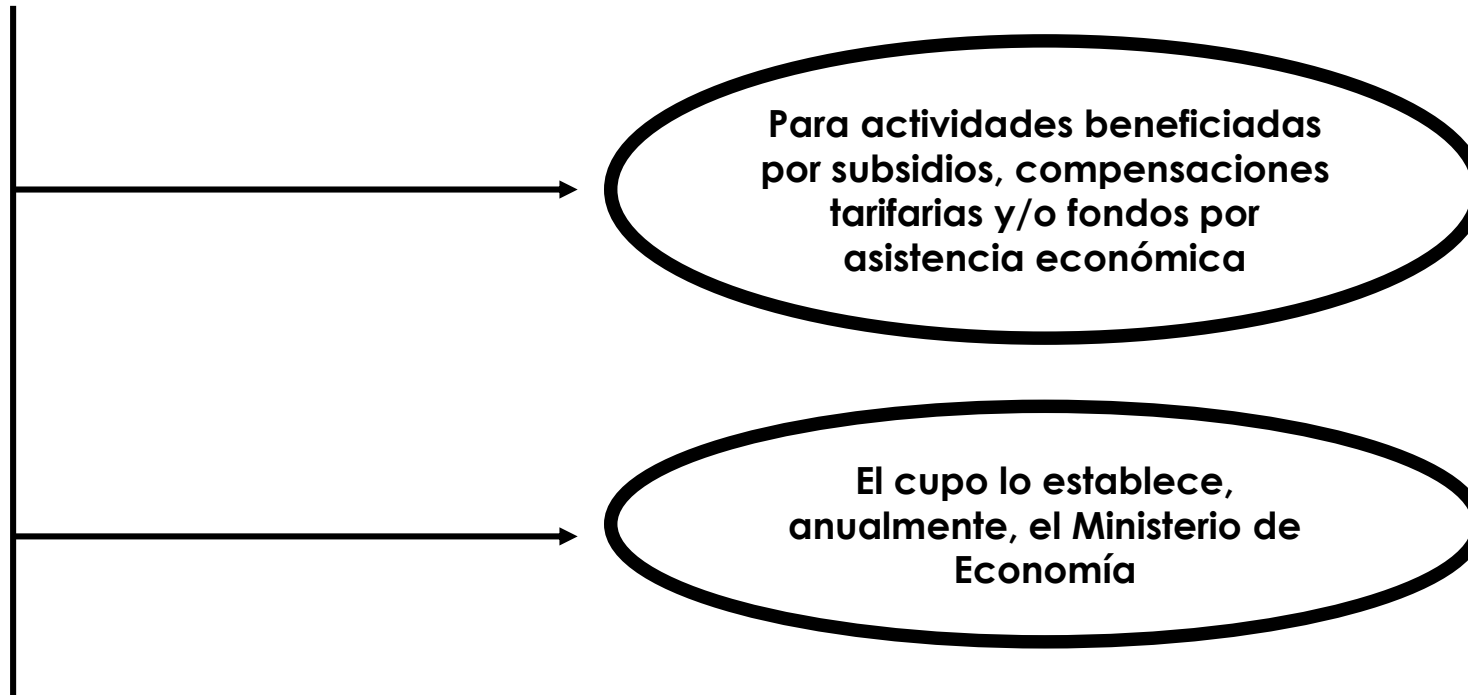 Para actividades beneficiadas
por subsidios, compensaciones
tarifarias y/o fondos por
asistencia económica
El cupo lo establece,
anualmente, el Ministerio de
Economía